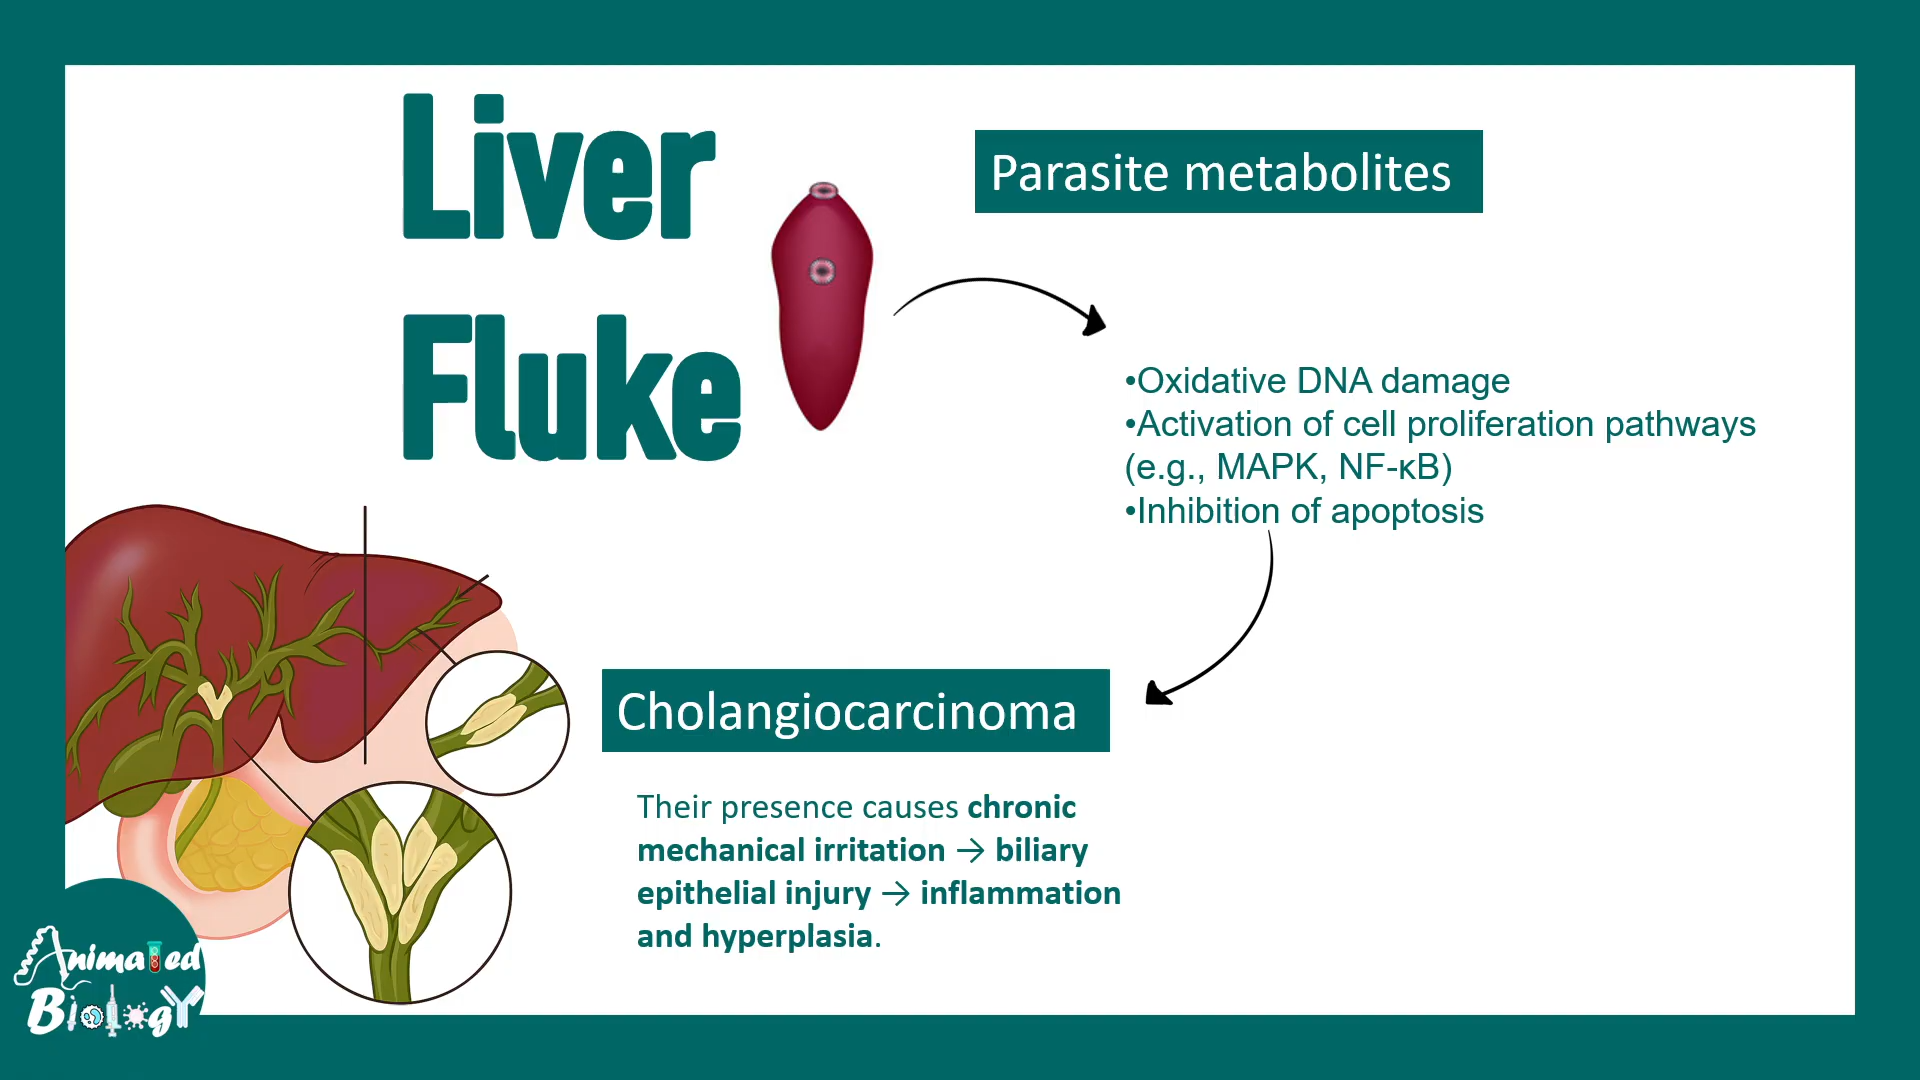 Liver
Fluke
Parasite metabolites
•Oxidative DNA damage
•Activation of cell proliferation pathways
(e.g., MAPK, NF-κB)
•Inhibition of apoptosis
Cholangiocarcinoma
Their presence causes chronic
mechanical irritation → biliary
epithelial injury → inflammation
and hyperplasia.
Animated
Biology